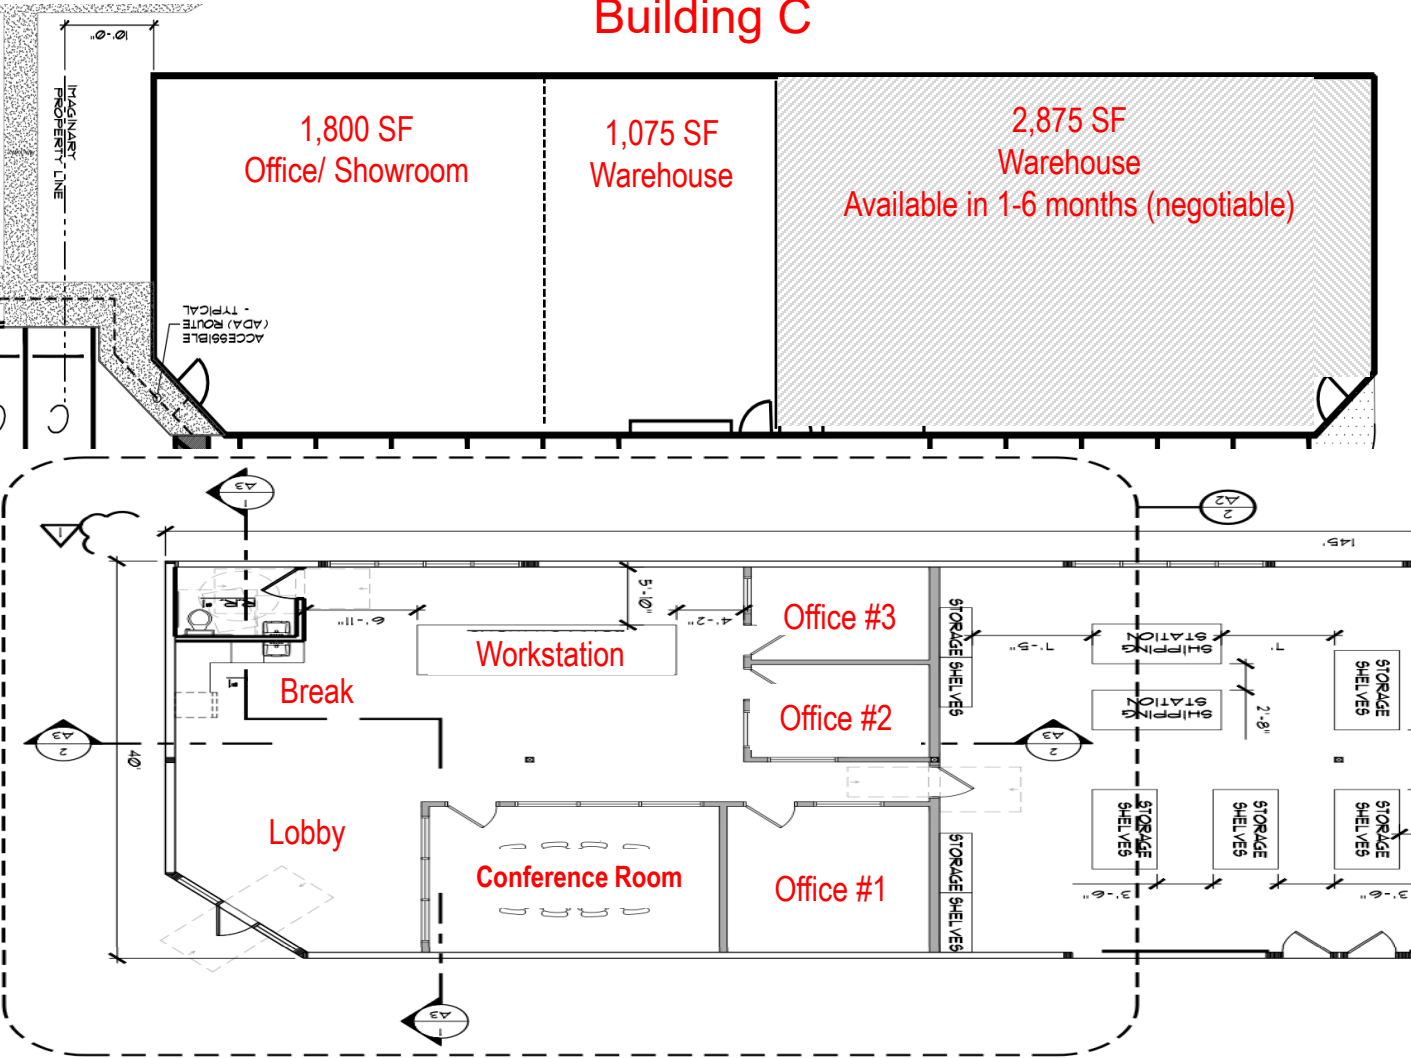 Building C
10'-0"
IMAGINARY
PROPERTY LINE
1,800 SF
Office/ Showroom
1,075 SF
Warehouse
2,875 SF
Warehouse
Available in 1-6 months (negotiable)
ACCESSIBLE
(ADA) ROUTE
- TYPICAL
C
C
1
A3
2
A2
1
145'
5'-10"
6'-11"
4'-2"
Office #3
Workstation
STORAGE SHELVES
7'-5"
SHIPPING
STATION
7'
STORAGE
SHELVES
Break
Office #2
SHIPPING
STATION
2'-8"
2
A3
2
A3
40'
Lobby
Conference Room
Office #1
STORAGE SHELVES
STORAGE
SHELVES
STORAGE
SHELVES
STORAGE
SHELVES
3'-6"
3'-6"
1
A3